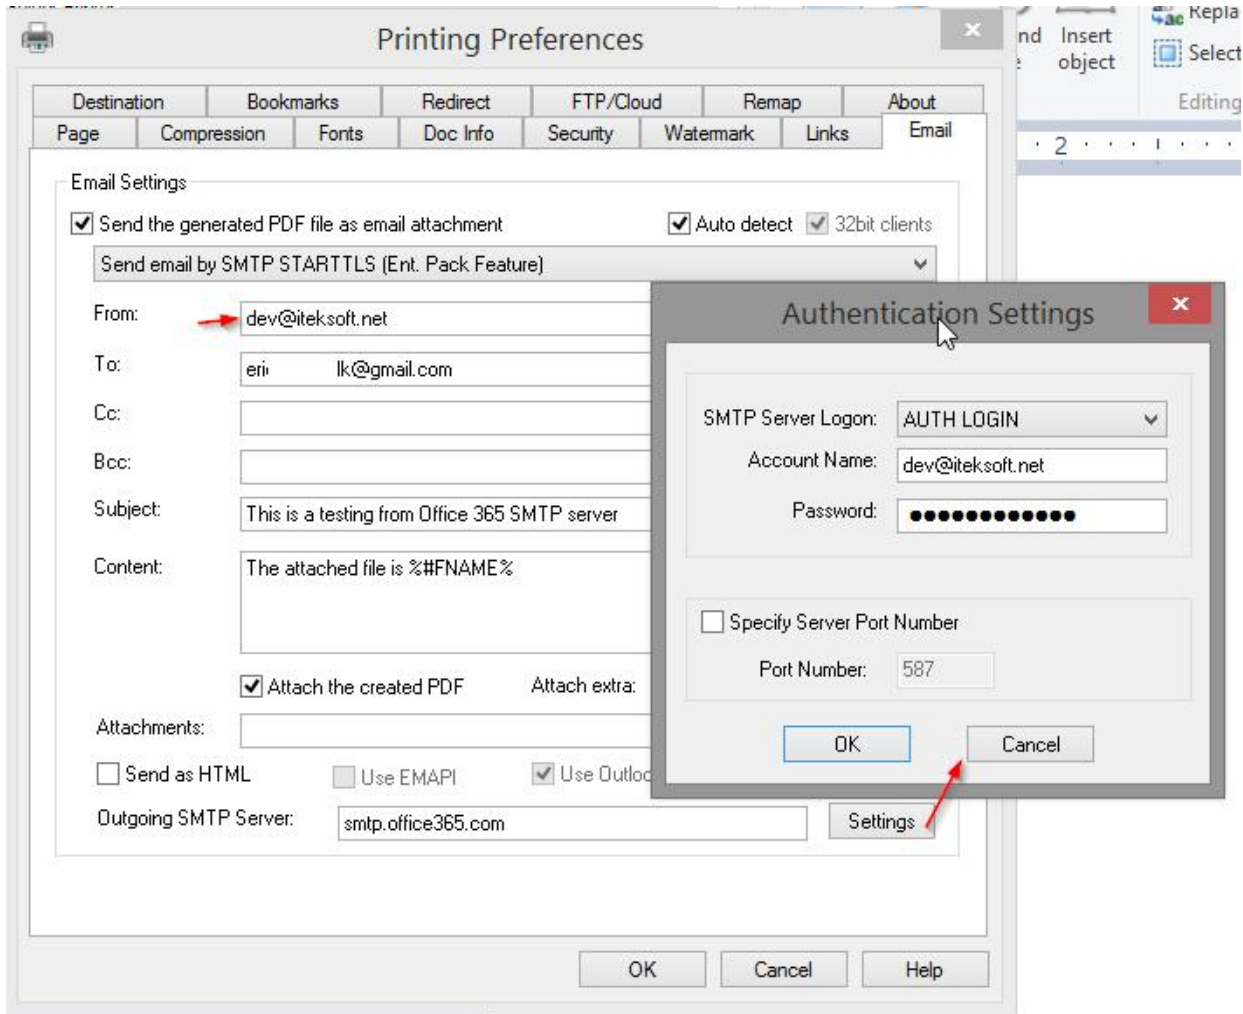 Printing Preferences
nd Insert
object
Select
Editing
Destination Bookmarks Redirect FTP/Cloud Remap About
Page Compression Fonts Doc Info Security Watermark Links Email
2
Email Settings
Send the generated PDF file as email attachment Auto detect 32bit clients
Send email by SMTP STARTTLS (Ent. Pack Feature)
From: dev@iteksoft.net
To: eri lk@gmail.com
Cc:
Bcc:
Subject: This is a testing from Office 365 SMTP server
Content: The attached file is %#FNAME%
Attach the created PDF Attach extra:
Attachments:
Send as HTML Use EMAPI Use Outloo
Outgoing SMTP Server: smtp.office365.com Settings
OK Cancel Help
Authentication Settings
SMTP Server Logon: AUTH LOGIN
Account Name: dev@iteksoft.net
Password: ●●●●●●●●●●●●
Specify Server Port Number
Port Number: 587
OK Cancel